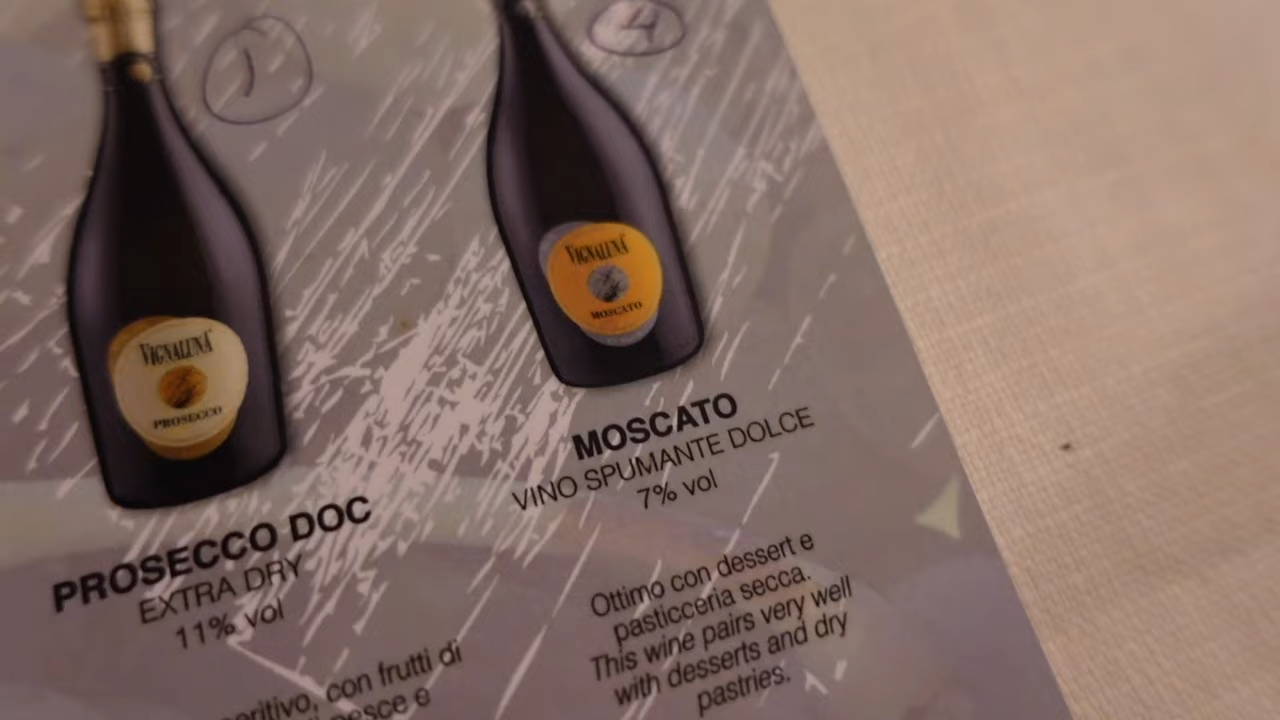 1
4
VIGNALUNA
PROSECCO
VIGNALUNA
MOSCATO
PROSECCO DOC
EXTRA DRY
11% vol
con frutti di
e
MOSCATO
VINO SPUMANTE DOLCE
7% vol
Ottimo con dessert e
pasticceria secca.
This wine pairs very well
with desserts and dry
pastries.